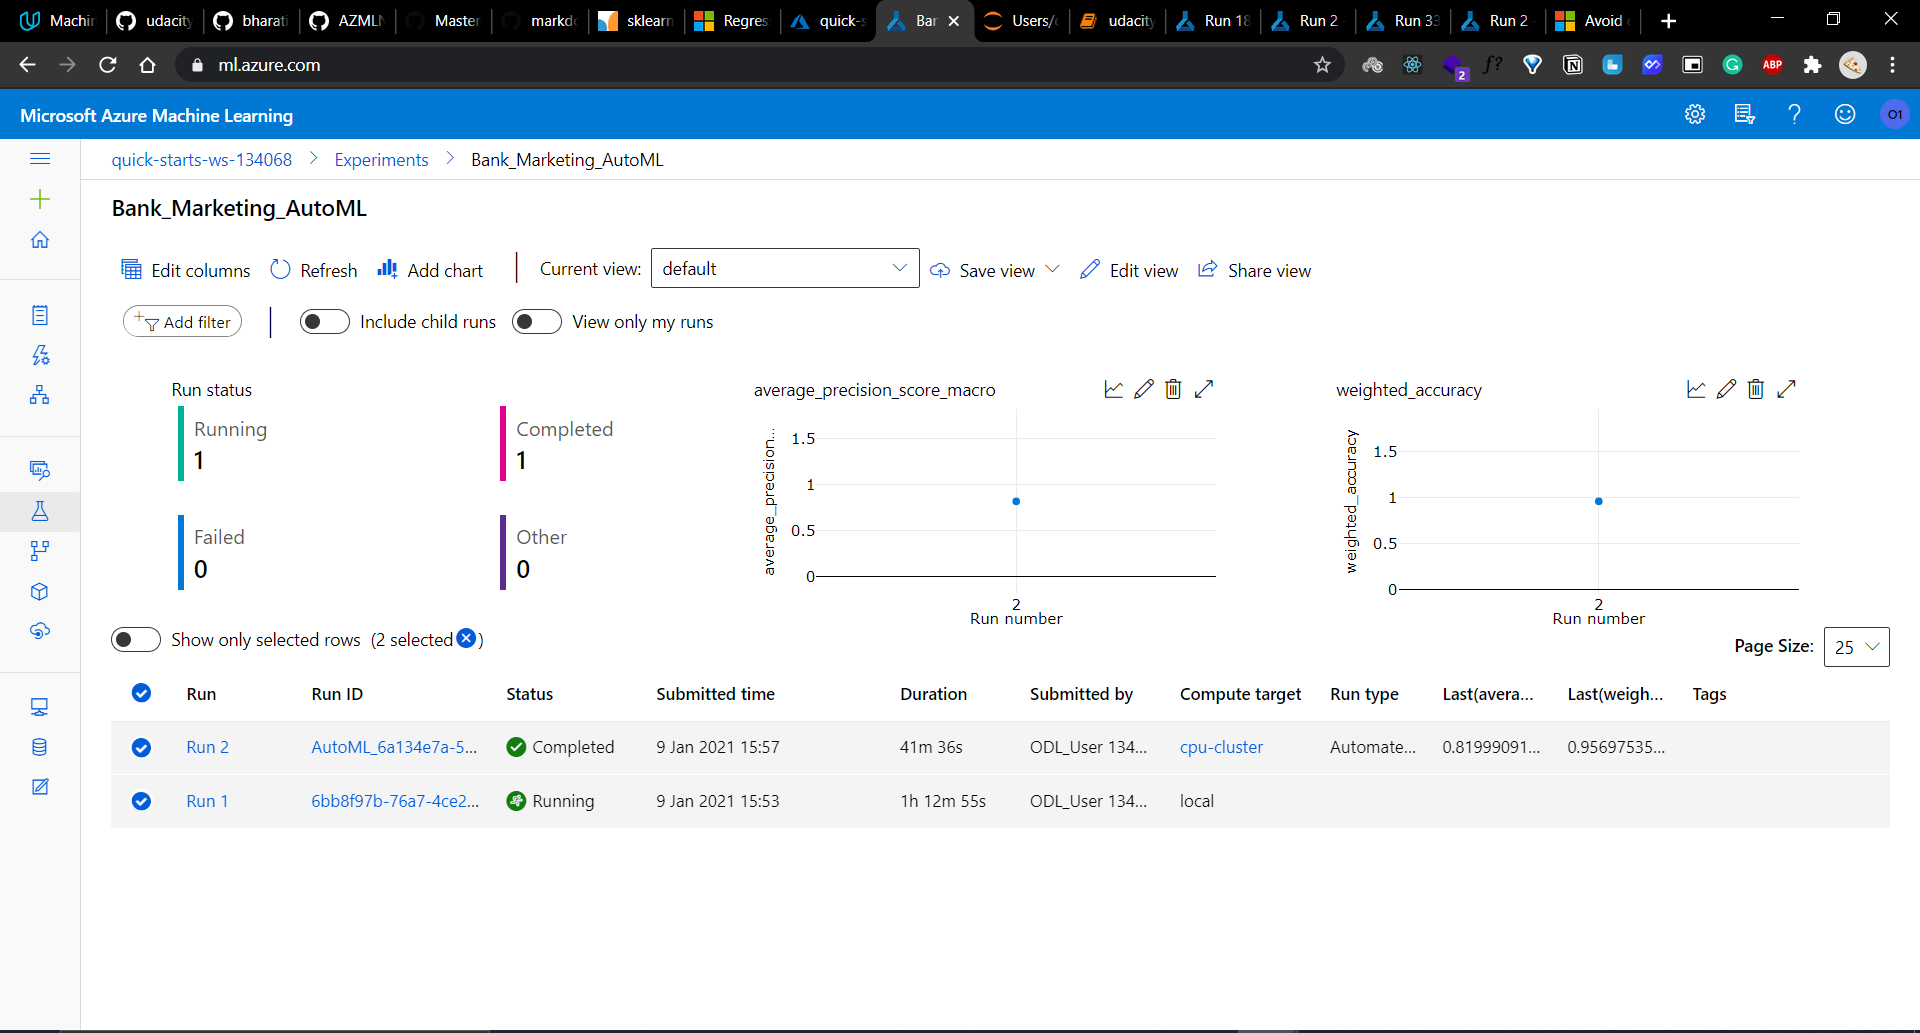 Machin udacity bharati AZMLN Master markdo sklearn Regres quick-s Ban Users/ udacity Run 18 Run 2 Run 33 Run 2 Avoid
ml.azure.com
2 f? ABP
Microsoft Azure Machine Learning
O1
quick-starts-ws-134068 > Experiments > Bank_Marketing_AutoML
Bank_Marketing_AutoML
Edit columns Refresh Add chart Current view: default Save view Edit view Share view
Add filter Include child runs View only my runs
Run status
Running
1
Completed
1
Failed
0
Other
0
average_precision_score_macro
average_precision...
1.5
1
0.5
0
2
Run number
weighted_accuracy
weighted_accuracy
1.5
1
0.5
0
2
Run number
Show only selected rows (2 selected )
Page Size: 25
Run Run ID Status Submitted time Duration Submitted by Compute target Run type Last(avera... Last(weigh... Tags
Run 2 AutoML_6a134e7a-5... Completed 9 Jan 2021 15:57 41m 36s ODL_User 134... cpu-cluster Automate... 0.81999091... 0.95697535...
Run 1 6bb8f97b-76a7-4ce2... Running 9 Jan 2021 15:53 1h 12m 55s ODL_User 134... local